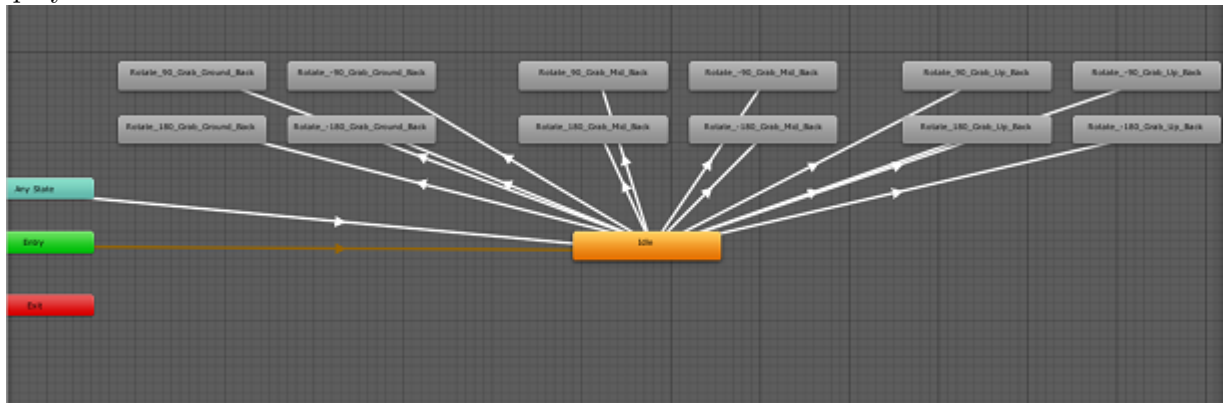 Rotate_90_Grab_Ground_Back
Rotate_-90_Grab_Ground_Back
Rotate_90_Grab_Mid_Back
Rotate_-90_Grab_Mid_Back
Rotate_90_Grab_Up_Back
Rotate_-90_Grab_Up_Back
Rotate_180_Grab_Ground_Back
Rotate_-180_Grab_Ground_Back
Rotate_180_Grab_Mid_Back
Rotate_-180_Grab_Mid_Back
Rotate_180_Grab_Up_Back
Rotate_-180_Grab_Up_Back
Any State
Entry
Idle
Exit